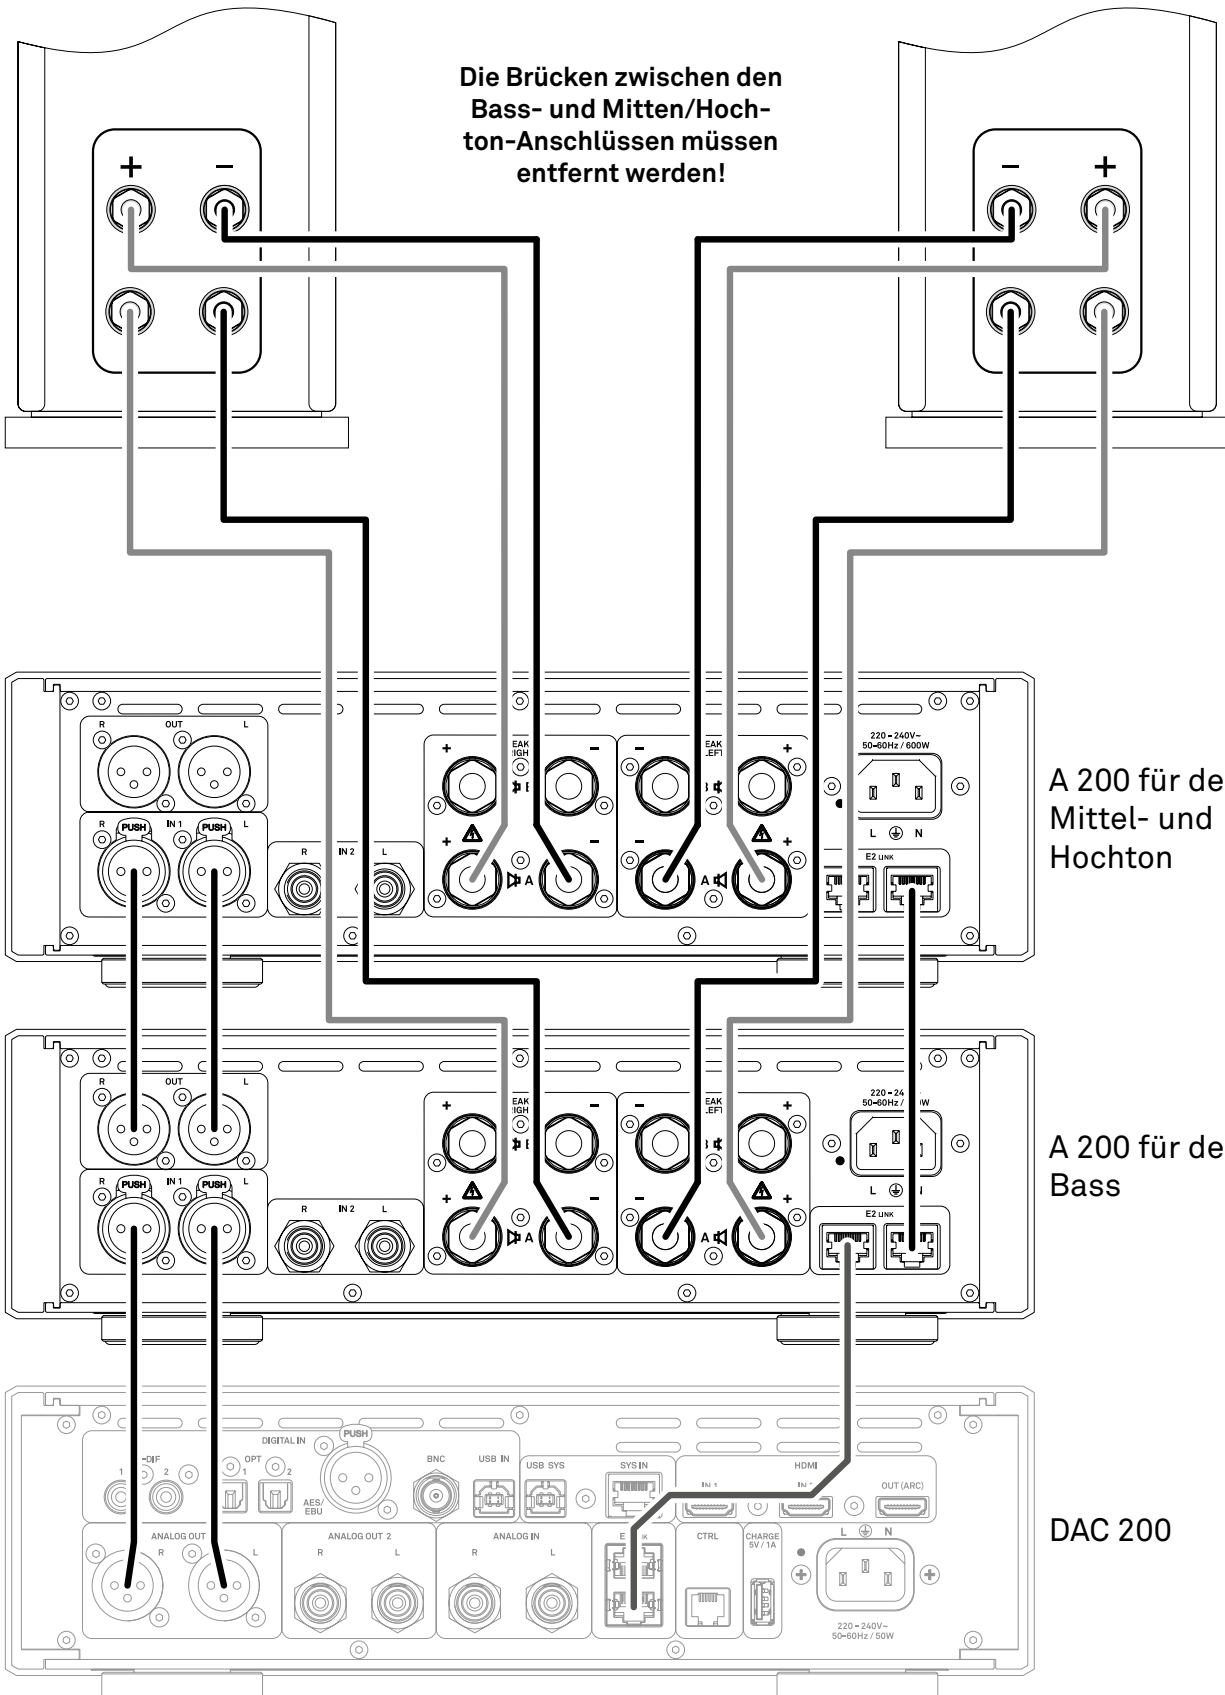 Die Brücken zwischen den
Bass- und Mitten/Hoch-
ton-Anschlüssen müssen
entfernt werden!
+ −
− +
R OUT L
R PUSH IN 1 PUSH L
R IN 2 L
+ −
− +
+ A −
− A +
220 - 240V~
50-60Hz / 600W
L N
E2 LINK
A 200 für de
Mittel- und
Hochton
R OUT L
R PUSH IN 1 PUSH L
R IN 2 L
+ −
− +
+ A −
− A +
50-60Hz /
L
E2 LINK
A 200 für de
Bass
DIGITAL IN
PUSH
1 2
OPT
1 2
AES/
EBU
BNC
USB IN
USB SYS
SYS IN
HDMI
OUT (ARC)
ANALOG OUT
R L
ANALOG OUT 2
R L
ANALOG IN
R L
CTRL
CHARGE
5V / 1A
L N
220 - 240V~
50-60Hz / 50W
DAC 200